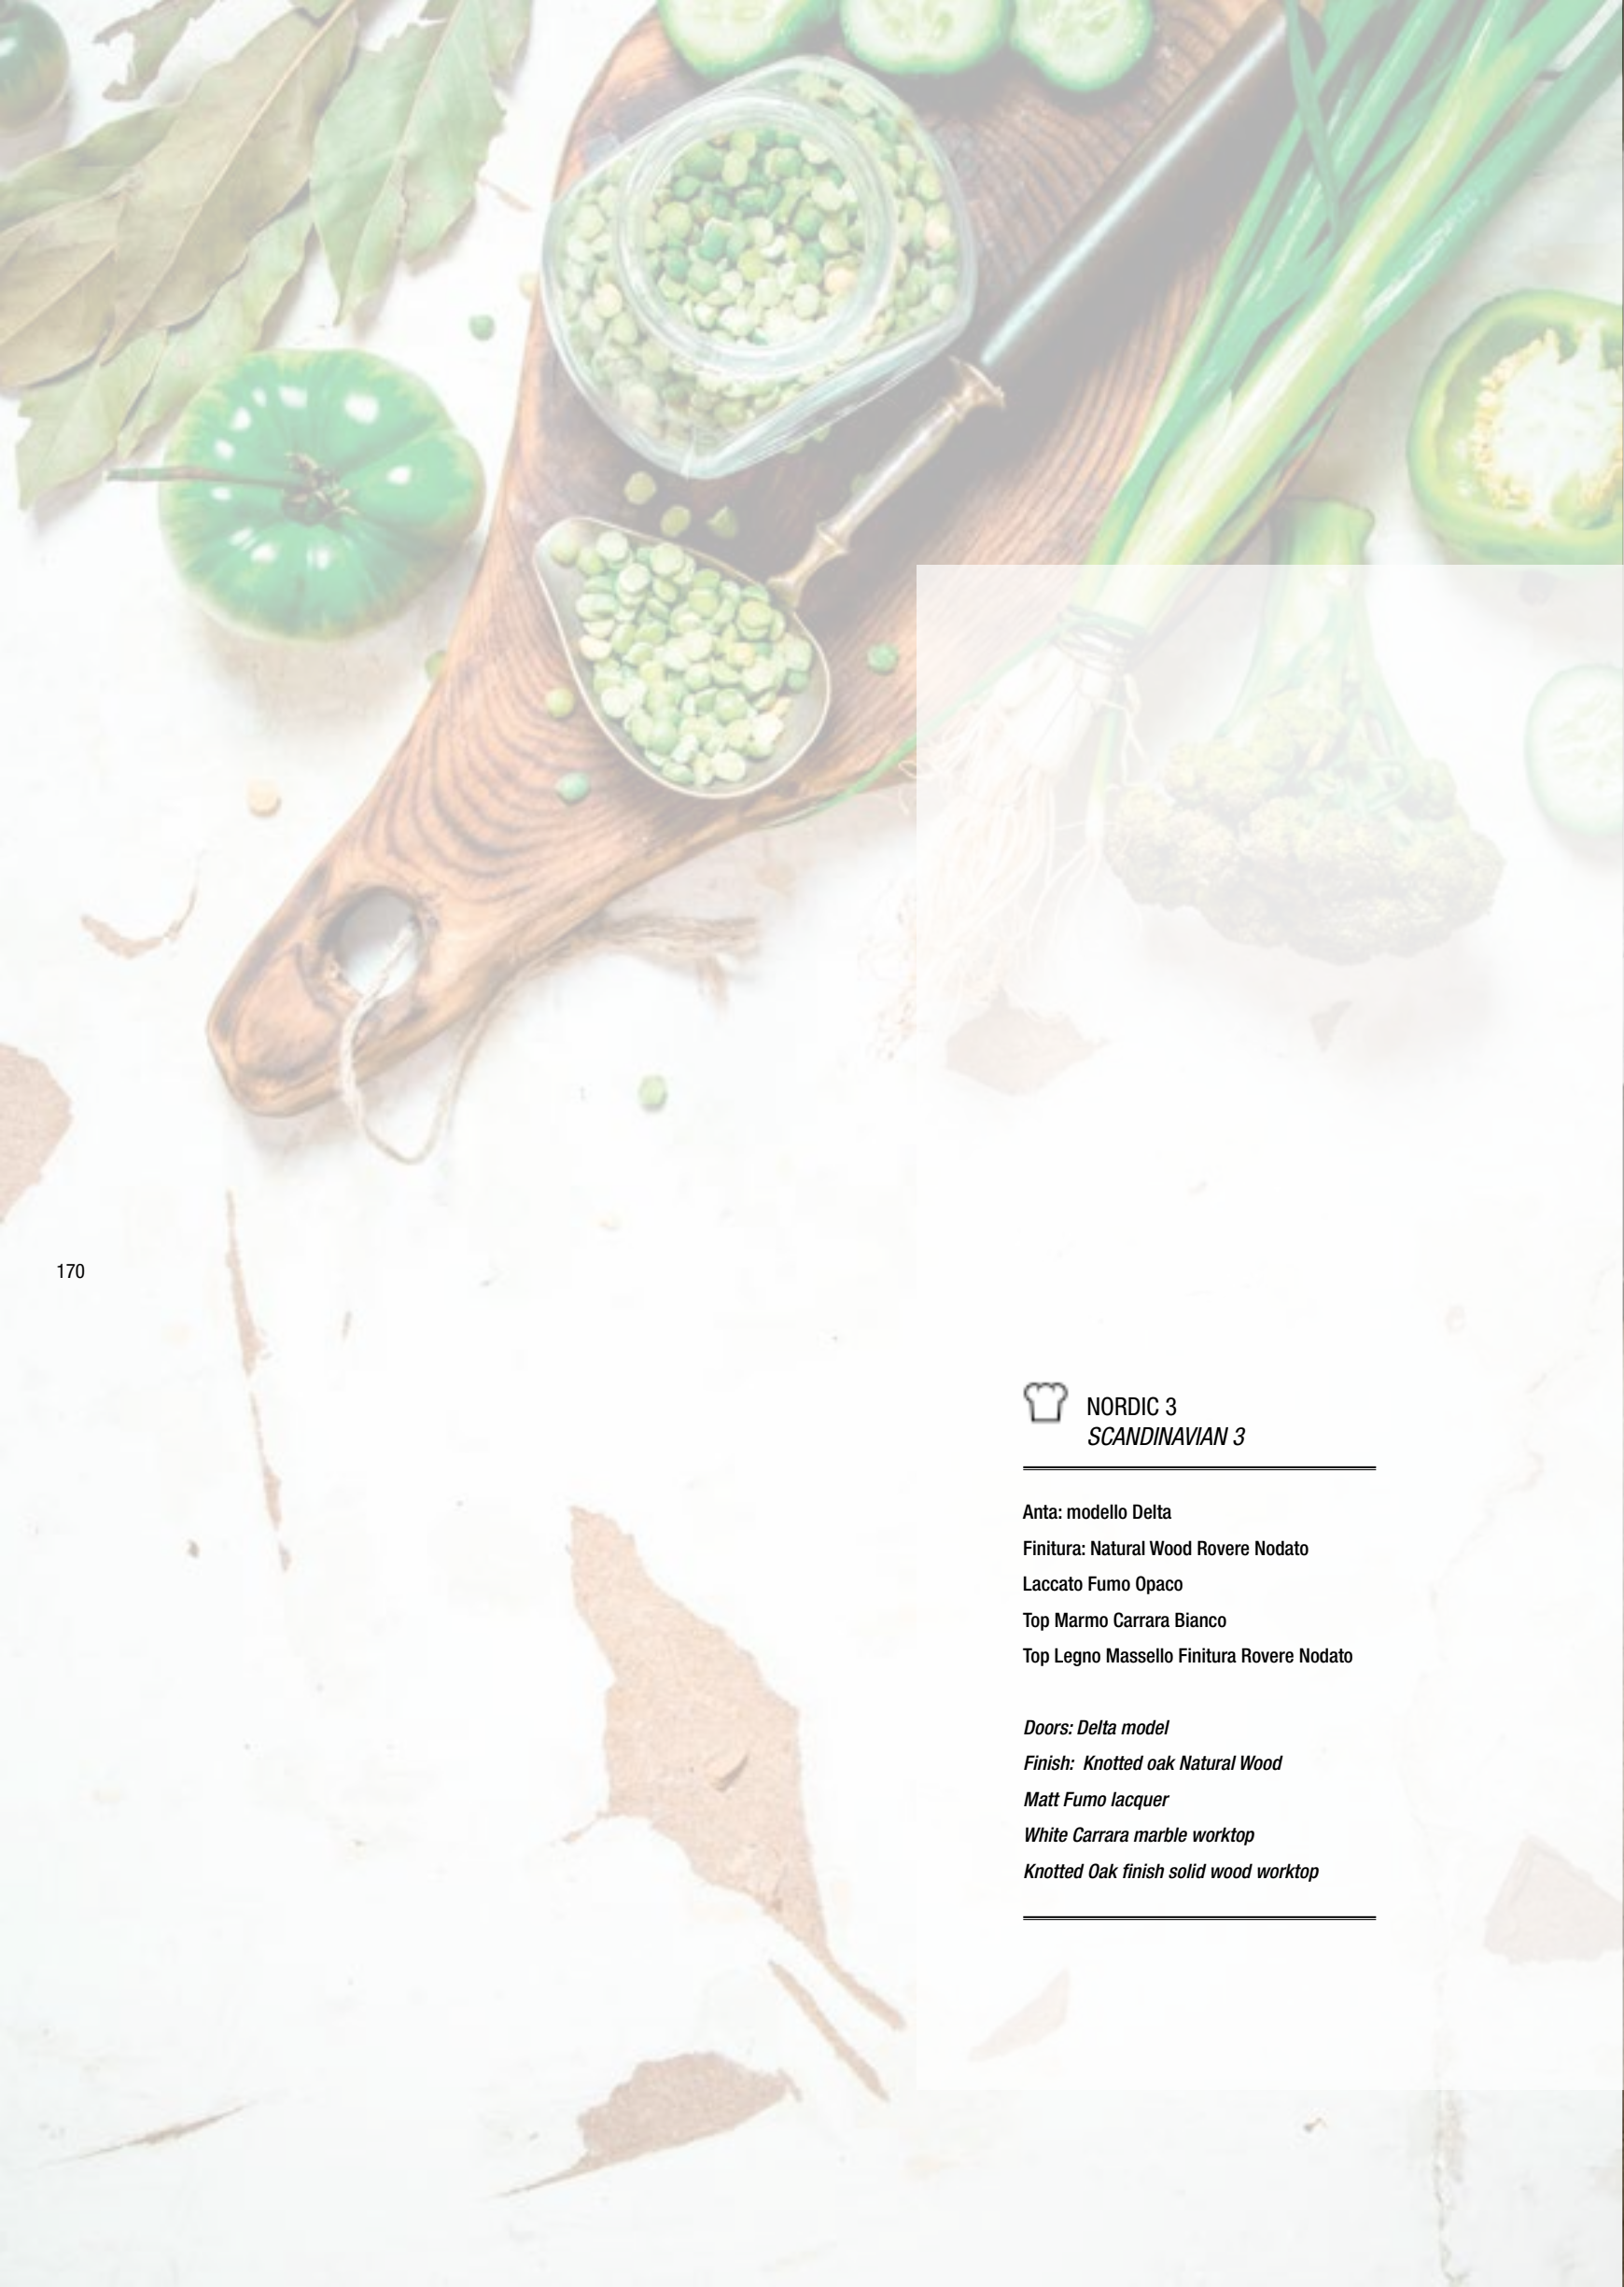 170
NORDIC 3
SCANDINAVIAN 3
Anta: modello Delta
Finitura: Natural Wood Rovere Nodato
Laccato Fumo Opaco
Top Marmo Carrara Bianco
Top Legno Massello Finitura Rovere Nodato
Doors: Delta model
Finish:  Knotted oak Natural Wood
Matt Fumo lacquer
White Carrara marble worktop
Knotted Oak finish solid wood worktop